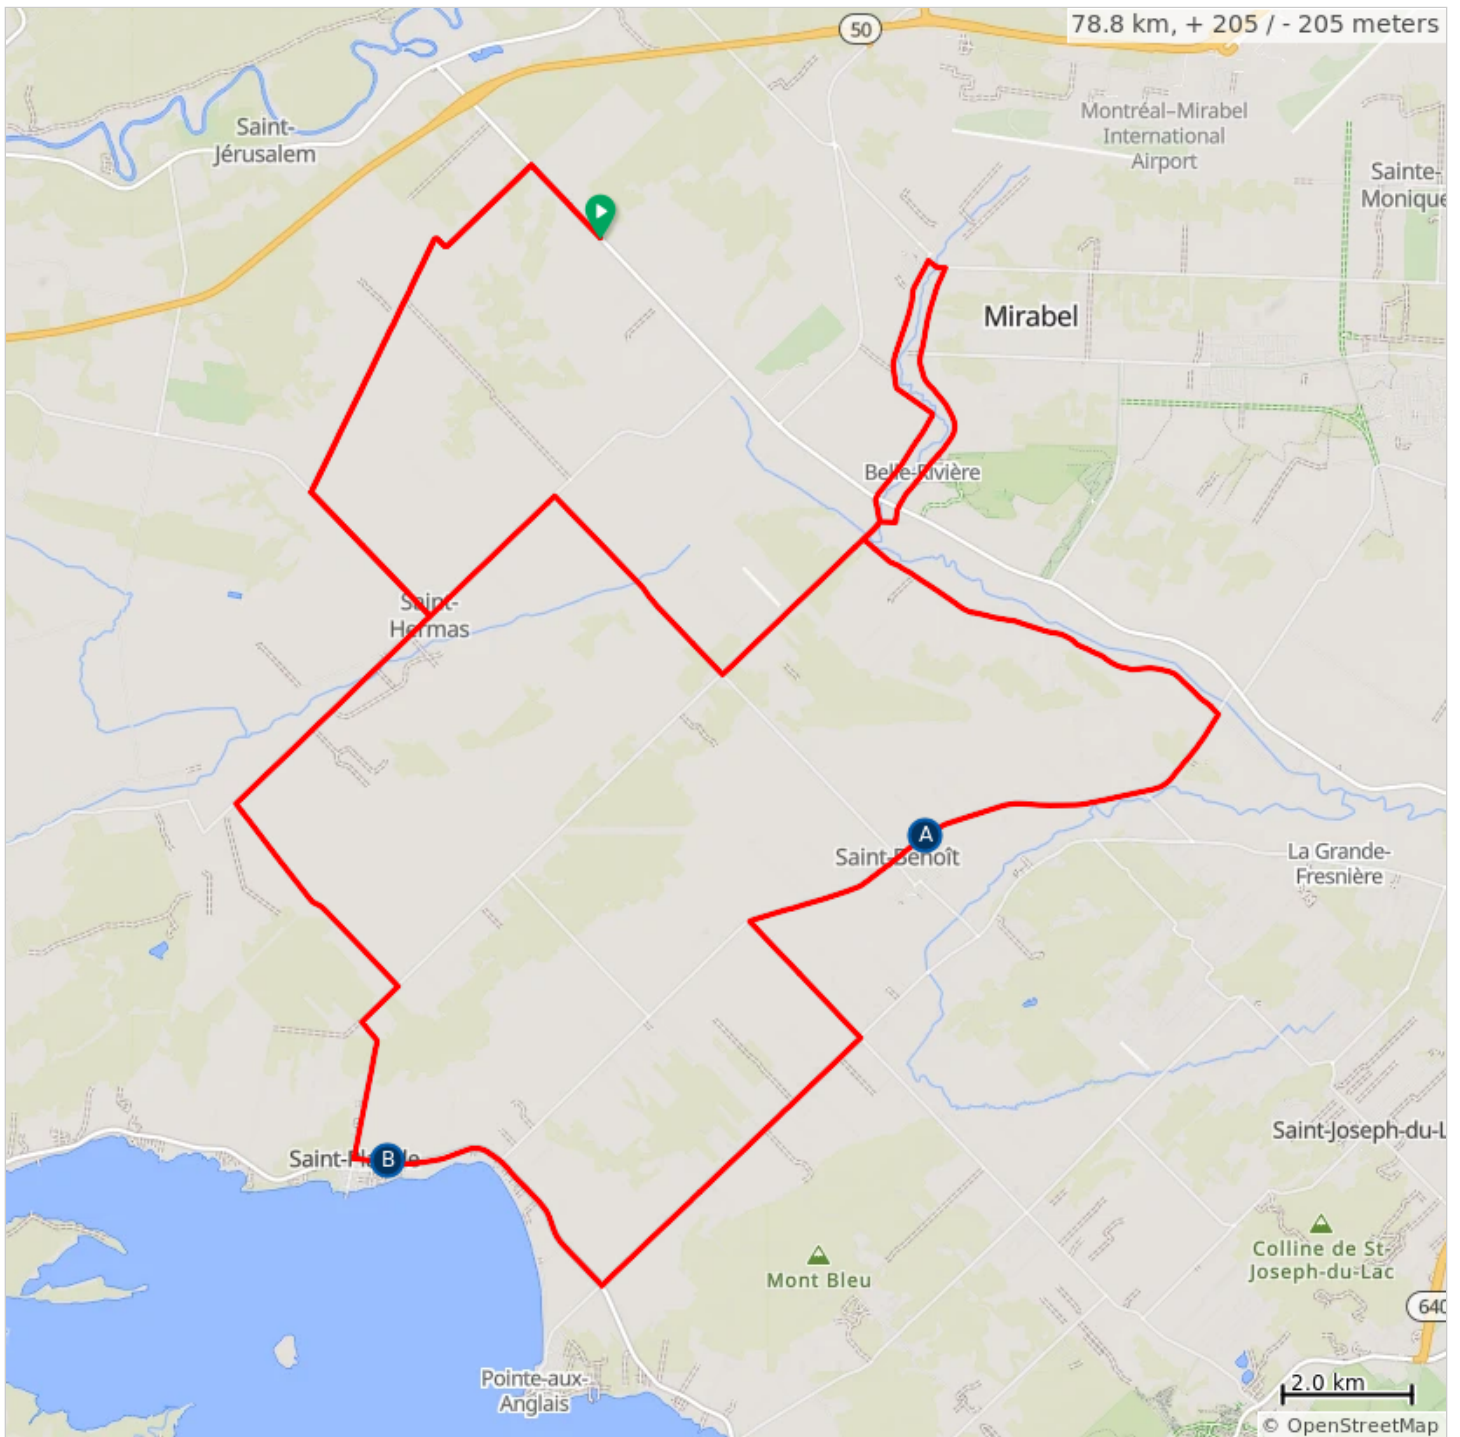 50
78.8 km, + 205 / - 205 meters
Montréal–Mirabel
International
Airport
Saint-
Jérusalem
Sainte-
Monique
Mirabel
Belle-Rivière
Saint-
Hermas
A
Saint-Benoît
La Grande-
Fresnière
Saint-Joseph-du-L
B
Colline de St-
Joseph-du-Lac
Mont Bleu
640
Pointe-aux-
Anglais
2.0 km
© OpenStreetMap